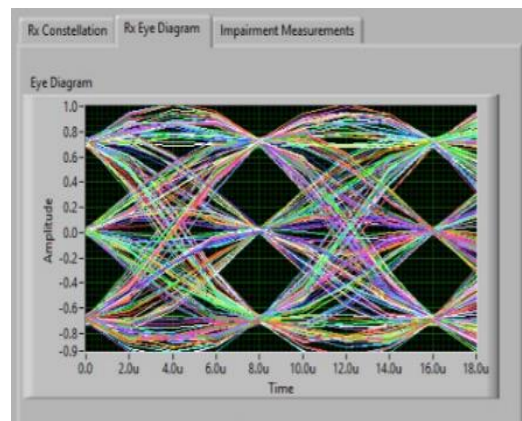 Rx Constellation Rx Eye Diagram Impairment Measurements
Eye Diagram
1.0-
0.8-
0.6-
0.4-
0.2-
0.0-
-0.2-
-0.4-
-0.6-
-0.8-
-0.9-
Amplitude
0.0 2.0u 4.0u 6.0u 8.0u 10.0u 12.0u 14.0u 16.0u 18.0u
Time